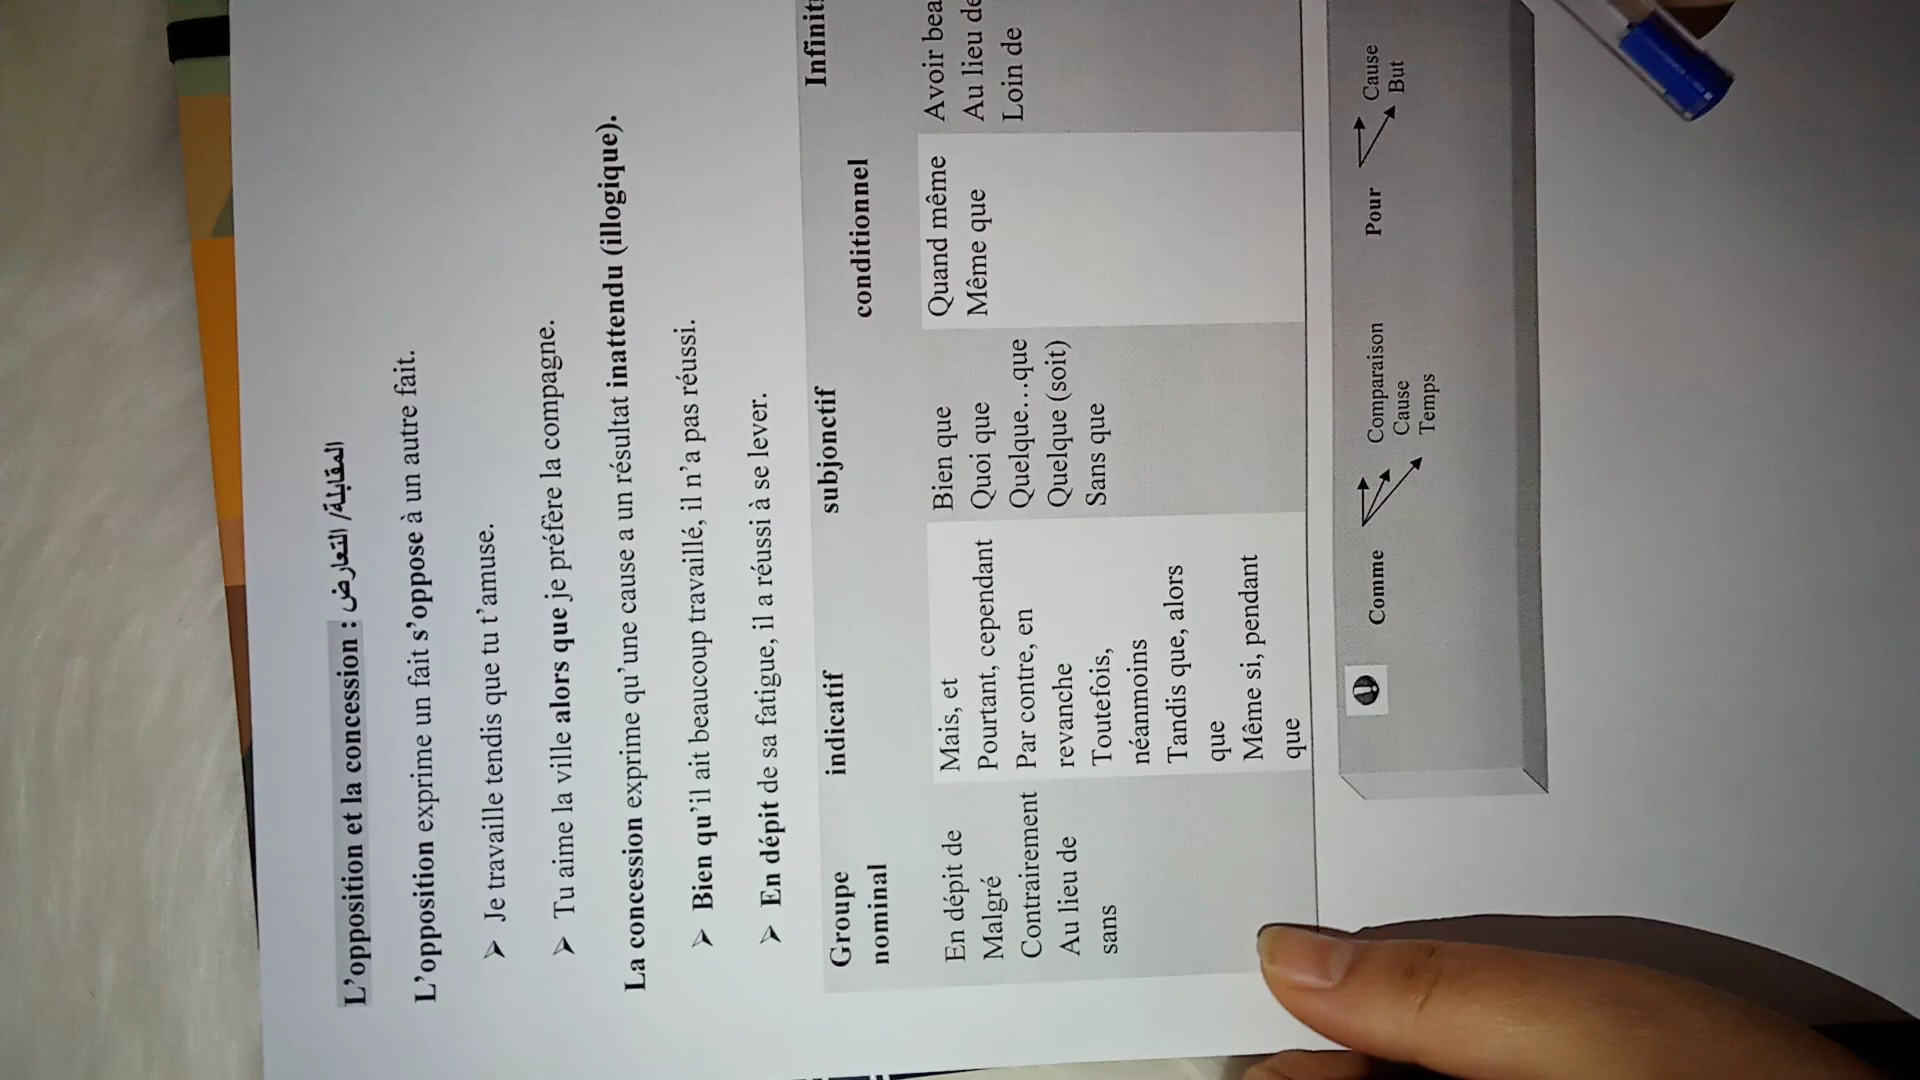 L'opposition et la concession : المقابلة/ التعارض
L'opposition exprime un fait s'oppose à un autre fait.
➢ Je travaille tendis que tu t'amuse.
➢ Tu aime la ville alors que je préfère la compagne.
La concession exprime qu'une cause a un résultat inattendu (illogique).
➢ Bien qu'il ait beaucoup travaillé, il n'a pas réussi.
➢ En dépit de sa fatigue, il a réussi à se lever.
Groupe
nominal
indicatif
subjonctif
conditionnel
En dépit de
Malgré
Contrairement
Au lieu de
sans
Mais, et
Pourtant, cependant
Par contre, en
revanche
Toutefois,
néanmoins
Tandis que, alors
que
Même si, pendant
que
Bien que
Quoi que
Quelque…que
Quelque (soit)
Sans que
Quand même
Même que
Avoir
Au lieu
Loin de
Comme
Comparaison
Cause
Temps
Pour
Cause
But